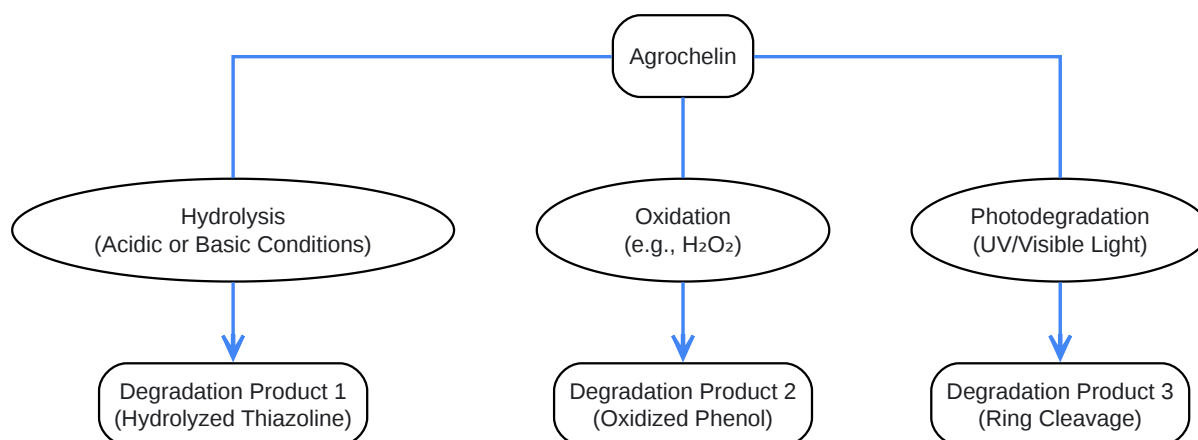 Agrochelin
Hydrolysis
(Acidic or Basic Conditions)
Oxidation
(e.g., H₂O₂)
Photodegradation
(UV/Visible Light)
Degradation Product 1
(Hydrolyzed Thiazoline)
Degradation Product 2
(Oxidized Phenol)
Degradation Product 3
(Ring Cleavage)